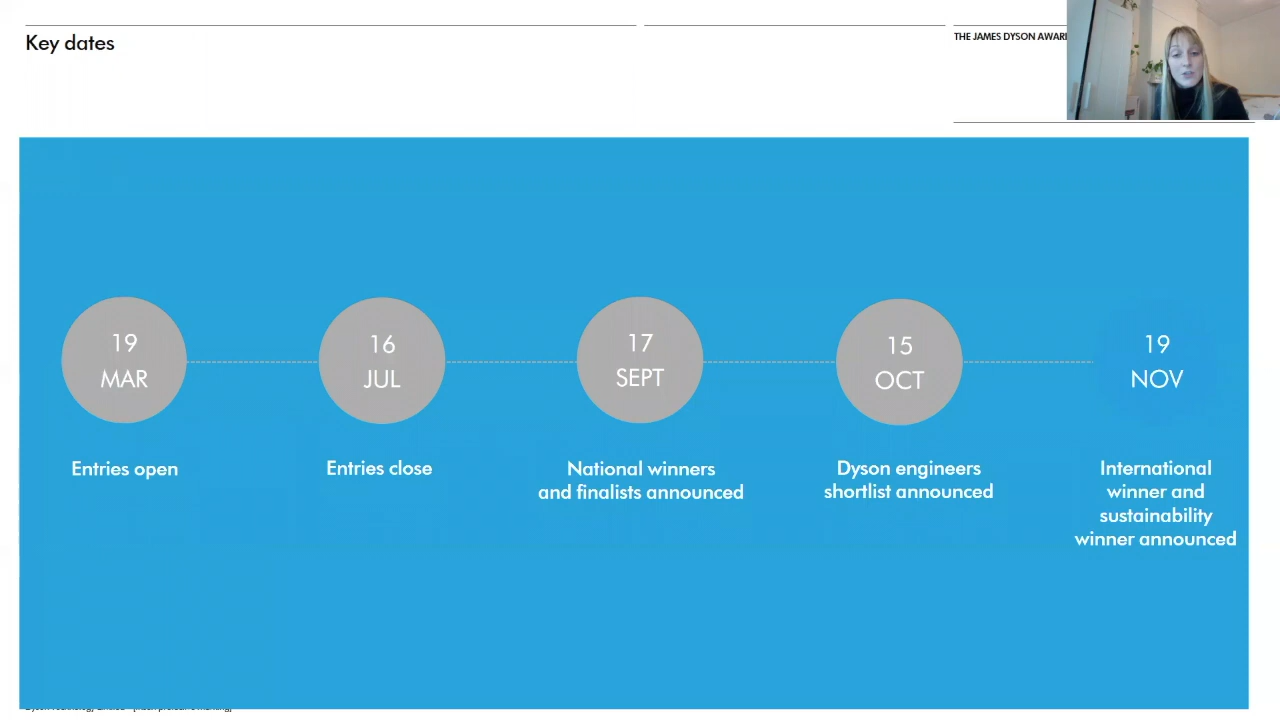 Key dates
THE JAMES DYSON AWARD
19
MAR
Entries open
16
JUL
Entries close
17
SEPT
National winners
and finalists announced
15
OCT
Dyson engineers
shortlist announced
19
NOV
International
winner and
sustainability
winner announced